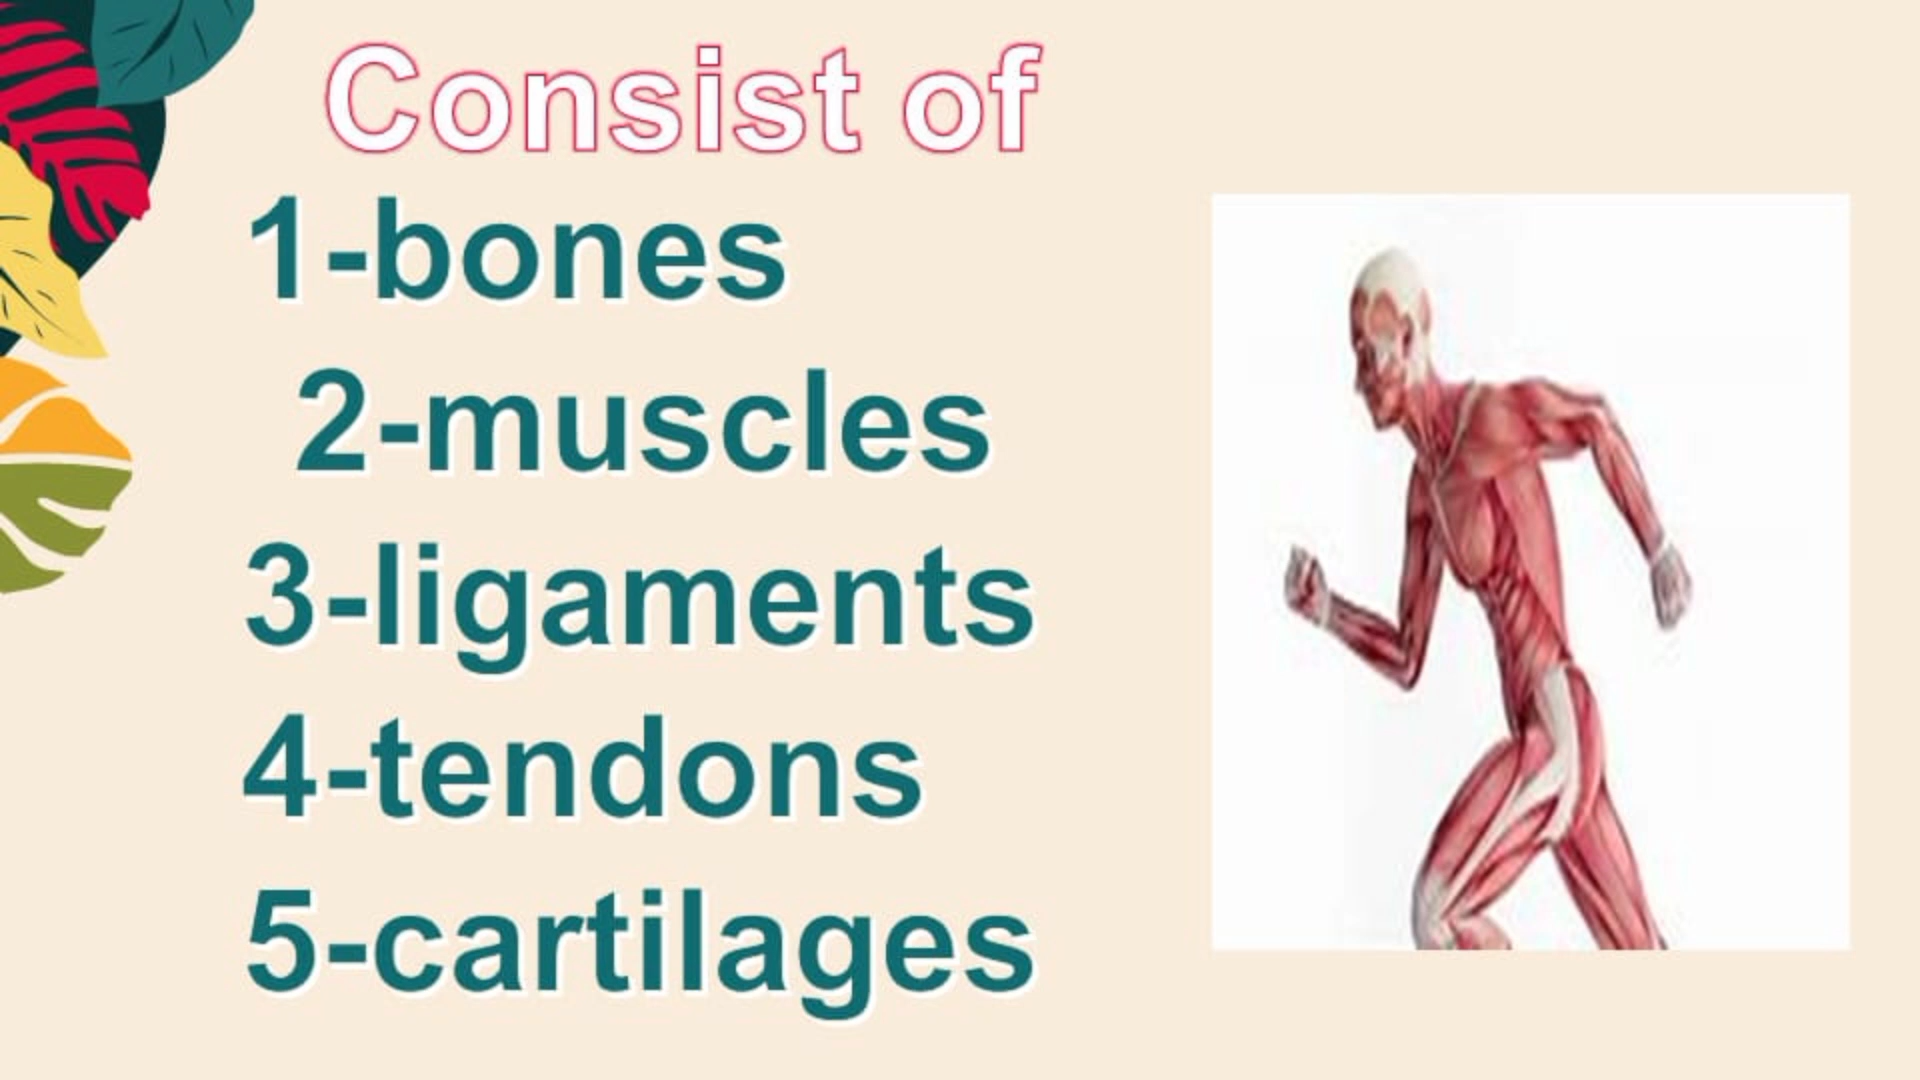 Consist of
1-bones
2-muscles
3-ligaments
4-tendons
5-cartilages